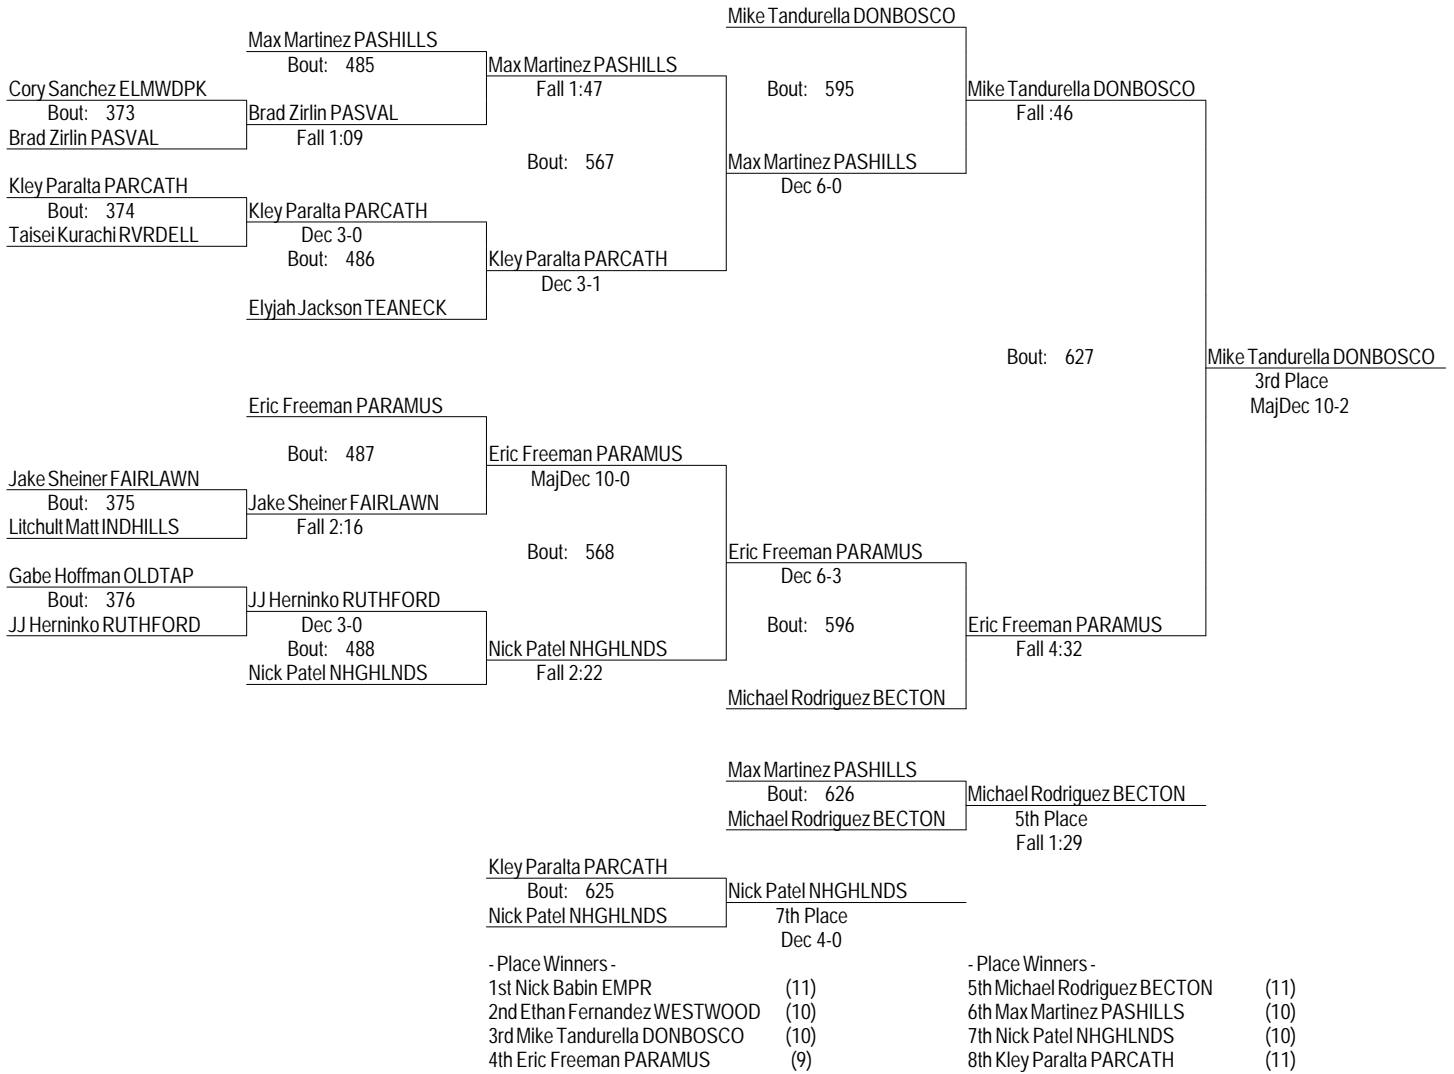 Mike Tandurella DONBOSCO
Max Martinez PASHILLS
Bout: 485
Max Martinez PASHILLS
Fall 1:47
Bout: 595
Cory Sanchez ELMWDPK
Bout: 373
Brad Zirlin PASVAL
Brad Zirlin PASVAL
Fall 1:09
Mike Tandurella DONBOSCO
Fall :46
Bout: 567
Max Martinez PASHILLS
Dec 6-0
Kley Paralta PARCATH
Bout: 374
Taisei Kurachi RVRDELL
Kley Paralta PARCATH
Dec 3-0
Bout: 486
Kley Paralta PARCATH
Dec 3-1
Elyjah Jackson TEANECK
Bout: 627
Mike Tandurella DONBOSCO
3rd Place
MajDec 10-2
Eric Freeman PARAMUS
Bout: 487
Eric Freeman PARAMUS
MajDec 10-0
Jake Sheiner FAIRLAWN
Bout: 375
Litchult Matt INDHILLS
Jake Sheiner FAIRLAWN
Fall 2:16
Bout: 568
Eric Freeman PARAMUS
Dec 6-3
Gabe Hoffman OLDTAP
Bout: 376
JJ Herninko RUTHFORD
JJ Herninko RUTHFORD
Dec 3-0
Bout: 488
Nick Patel NHGHLNDS
Nick Patel NHGHLNDS
Fall 2:22
Bout: 596
Eric Freeman PARAMUS
Fall 4:32
Michael Rodriguez BECTON
Max Martinez PASHILLS
Bout: 626
Michael Rodriguez BECTON
Michael Rodriguez BECTON
5th Place
Fall 1:29
Kley Paralta PARCATH
Bout: 625
Nick Patel NHGHLNDS
Nick Patel NHGHLNDS
7th Place
Dec 4-0
- Place Winners -
1st Nick Babin EMPR (11)
2nd Ethan Fernandez WESTWOOD (10)
3rd Mike Tandurella DONBOSCO (10)
4th Eric Freeman PARAMUS (9)
- Place Winners -
5th Michael Rodriguez BECTON (11)
6th Max Martinez PASHILLS (10)
7th Nick Patel NHGHLNDS (10)
8th Kley Paralta PARCATH (11)